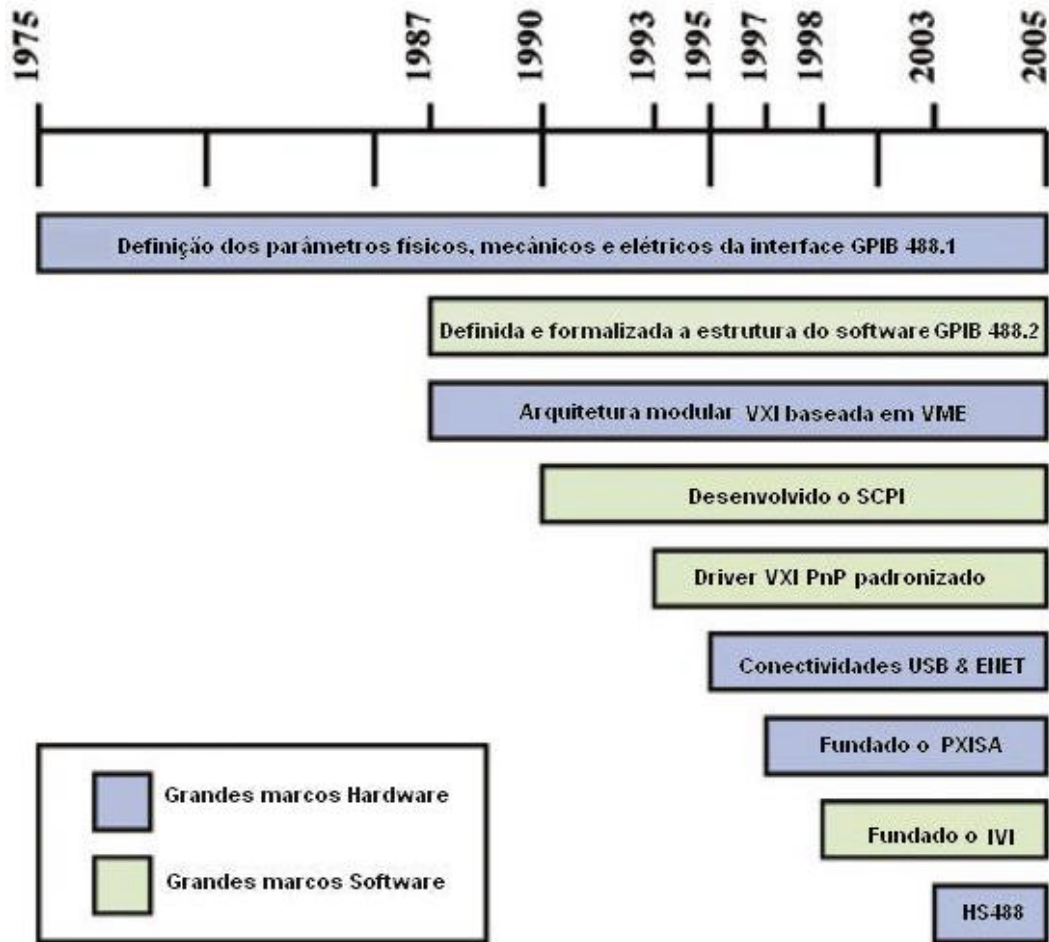 1975
1987
1990
1993
1995
1997
1998
2003
2005
Definição dos parâmetros físicos, mecânicos e elétricos da interface GPIB 488.1
Definida e formalizada a estrutura do software GPIB 488.2
Arquitetura modular VXI baseada em VME
Desenvolvido o SCPI
Driver VXI PnP padronizado
Conectividades USB & ENET
Fundado o PXISA
Fundado o IVI
HS488
Grandes marcos Hardware
Grandes marcos Software